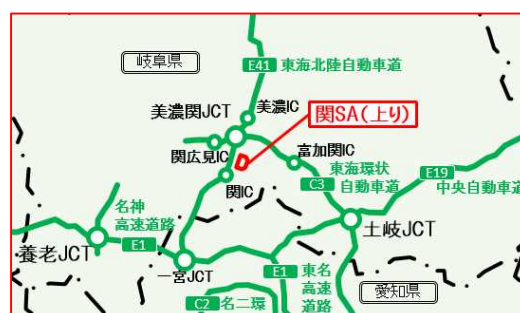 岐阜県
E41 東海北陸自動車道
美濃関JCT
美濃IC
関SA(上り)
関広見IC
富加関IC
関IC
東海環状
自動車道
C3
E19
中央自動車道
名神
高速道路
養老JCT
E1
一宮JCT
土岐JCT
E1
東名
高速
道路
愛知県
C2 名二環